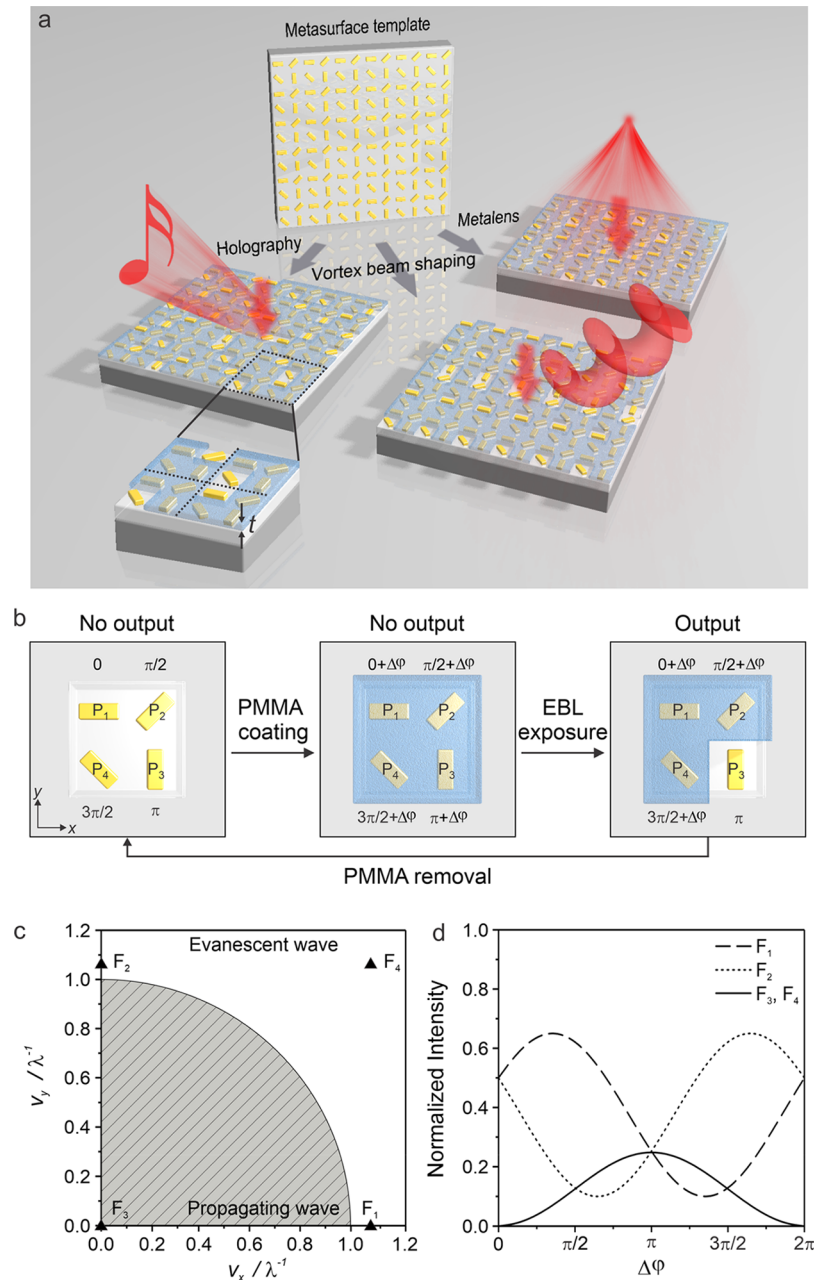 a
Metasurface template
Metalens
Holography
Vortex beam shaping
t
b
No output
No output
Output
0 π/2
0+Δφ π/2+Δφ
0+Δφ π/2+Δφ
P1 P2
P1 P2
P1 P2
PMMA coating
EBL exposure
P4 P3
P4 P3
P4 P3
y
x
3π/2 π
3π/2+Δφ π+Δφ
3π/2+Δφ π
PMMA removal
c
1.2
1.0
0.8
0.6
0.4
0.2
0.0
νy / λ⁻¹
Evanescent wave
F2
F4
Propagating wave
F3
F1
0.0 0.2 0.4 0.6 0.8 1.0 1.2
νx / λ⁻¹
d
1.0
0.8
0.6
0.4
0.2
0.0
Normalized Intensity
F1
F2
F3, F4
0 π/2 π 3π/2 2π
Δφ